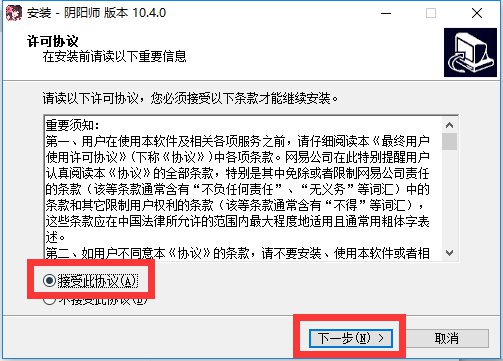 安装 - 阴阳师 版本 10.4.0
许可协议
在安装前请读以下重要信息
请读以下许可协议，您必须接受以下条款才能继续安装。
重要须知：
第一、用户在使用本软件及相关各项服务之前，请仔细阅读本《最终用户
使用许可协议》(下称《协议》)中各项条款。网易公司在此特别提醒用户
认真阅读本《协议》的全部条款，特别是其中免除或者限制网易公司责任
的条款（该等条款通常含有“不负任何责任”、“无义务”等词汇）中的
条款和其它限制用户权利的条款（该等条款通常含有“不得”等词汇），
这些条款应在中国法律所允许的范围内最大程度地适用且通常用粗体字表
述。
第二、如用户不同意本《协议》的条款，请不要安装、使用本软件或者相
接受此协议(A)
不接受此协议(D)
下一步(N) >
取消